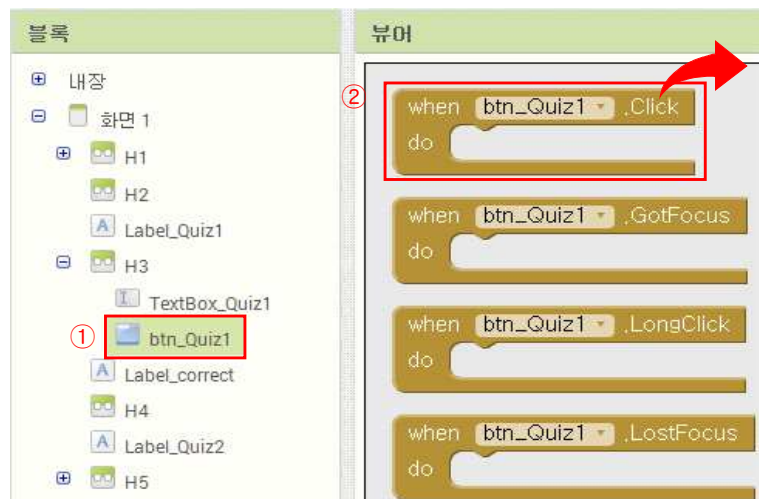 블록
내장
화면 1
H1
H2
Label_Quiz1
H3
TextBox_Quiz1
① btn_Quiz1
Label_correct
H4
Label_Quiz2
H5
뷰어
②
when btn_Quiz1 .Click
do
when btn_Quiz1 .GotFocus
do
when btn_Quiz1 .LongClick
do
when btn_Quiz1 .LostFocus
do